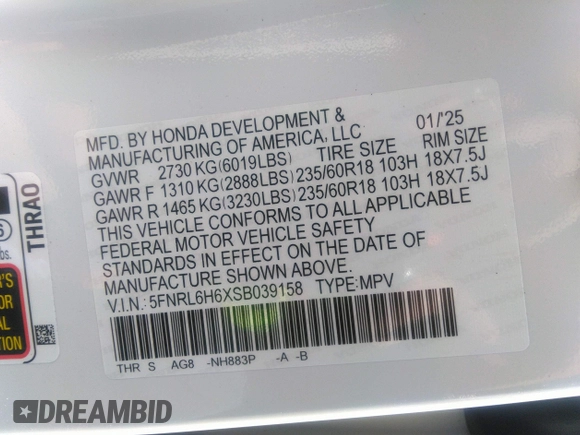 MFD. BY HONDA DEVELOPMENT &
MANUFACTURING OF AMERICA, LLC 01/'25
GVWR 2730 KG(6019LBS) TIRE SIZE RIM SIZE
GAWR F 1310 KG(2888LBS) 235/60R18 103H 18X7.5J
GAWR R 1465 KG(3230LBS) 235/60R18 103H 18X7.5J
THIS VEHICLE CONFORMS TO ALL APPLICABLE
FEDERAL MOTOR VEHICLE SAFETY
STANDARDS IN EFFECT ON THE DATE OF
MANUFACTURE SHOWN ABOVE.
V.I.N.: 5FNRL6H6XSB039158 TYPE:MPV
THR S AG8 -NH883P -A -B
THRA0
DREAMBID